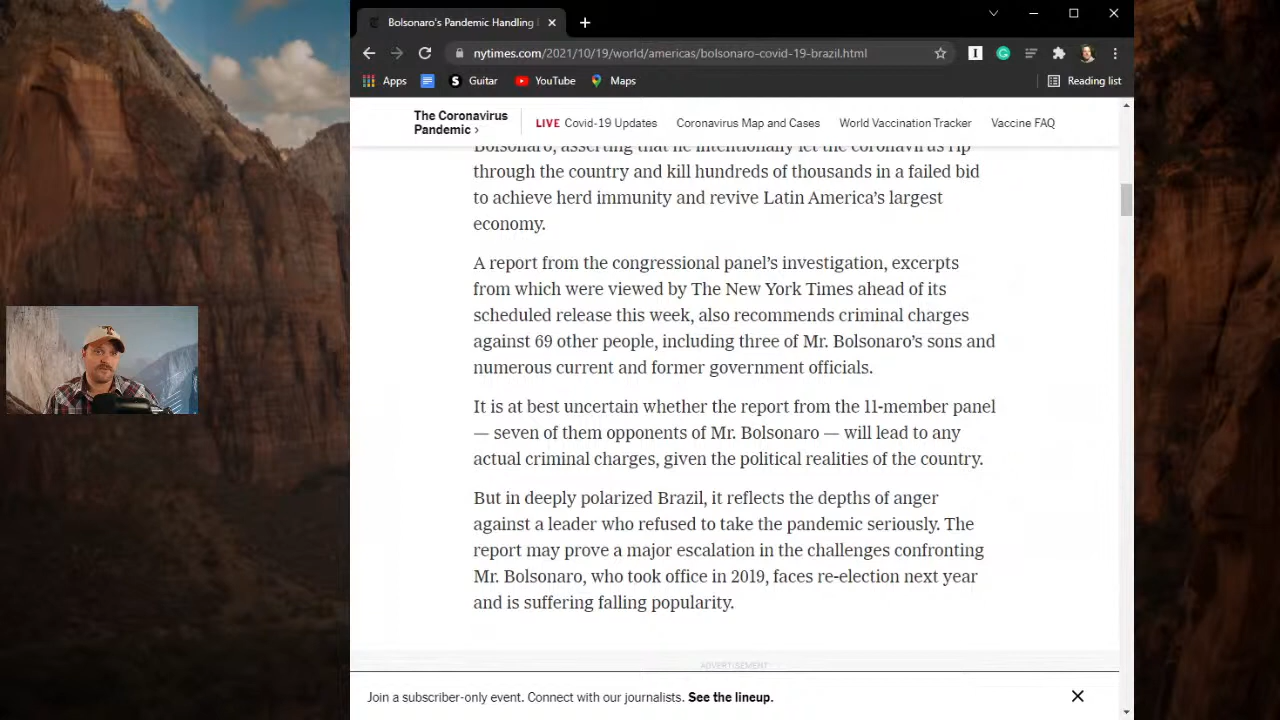 Bolsonaro's Pandemic Handling
nytimes.com/2021/10/19/world/americas/bolsonaro-covid-19-brazil.html
Apps
Guitar
YouTube
Maps
Reading list
The Coronavirus
Pandemic ›
LIVE Covid-19 Updates
Coronavirus Map and Cases
World Vaccination Tracker
Vaccine FAQ
Bolsonaro, asserting that he intentionally let the coronavirus rip
through the country and kill hundreds of thousands in a failed bid
to achieve herd immunity and revive Latin America’s largest
economy.
A report from the congressional panel’s investigation, excerpts
from which were viewed by The New York Times ahead of its
scheduled release this week, also recommends criminal charges
against 69 other people, including three of Mr. Bolsonaro’s sons and
numerous current and former government officials.
It is at best uncertain whether the report from the 11-member panel
— seven of them opponents of Mr. Bolsonaro — will lead to any
actual criminal charges, given the political realities of the country.
But in deeply polarized Brazil, it reflects the depths of anger
against a leader who refused to take the pandemic seriously. The
report may prove a major escalation in the challenges confronting
Mr. Bolsonaro, who took office in 2019, faces re-election next year
and is suffering falling popularity.
ADVERTISEMENT
Join a subscriber-only event. Connect with our journalists. See the lineup.